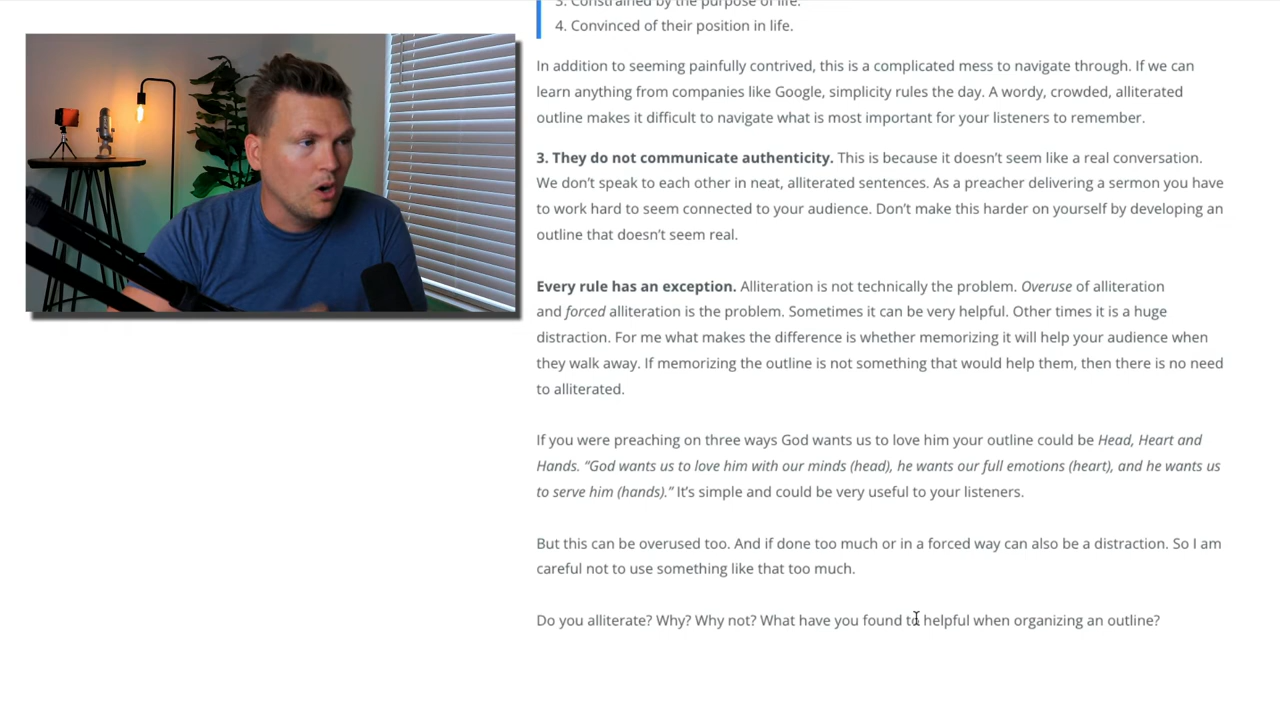 3. Constrained by the purpose of life.
4. Convinced of their position in life.
In addition to seeming painfully contrived, this is a complicated mess to navigate through. If we can
learn anything from companies like Google, simplicity rules the day. A wordy, crowded, alliterated
outline makes it difficult to navigate what is most important for your listeners to remember.
3. They do not communicate authenticity. This is because it doesn’t seem like a real conversation.
We don’t speak to each other in neat, alliterated sentences. As a preacher delivering a sermon you have
to work hard to seem connected to your audience. Don’t make this harder on yourself by developing an
outline that doesn’t seem real.
Every rule has an exception. Alliteration is not technically the problem. Overuse of alliteration
and forced alliteration is the problem. Sometimes it can be very helpful. Other times it is a huge
distraction. For me what makes the difference is whether memorizing it will help your audience when
they walk away. If memorizing the outline is not something that would help them, then there is no need
to alliterated.
If you were preaching on three ways God wants us to love him your outline could be Head, Heart and
Hands. “God wants us to love him with our minds (head), he wants our full emotions (heart), and he wants us
to serve him (hands).” It’s simple and could be very useful to your listeners.
But this can be overused too. And if done too much or in a forced way can also be a distraction. So I am
careful not to use something like that too much.
Do you alliterate? Why? Why not? What have you found to helpful when organizing an outline?